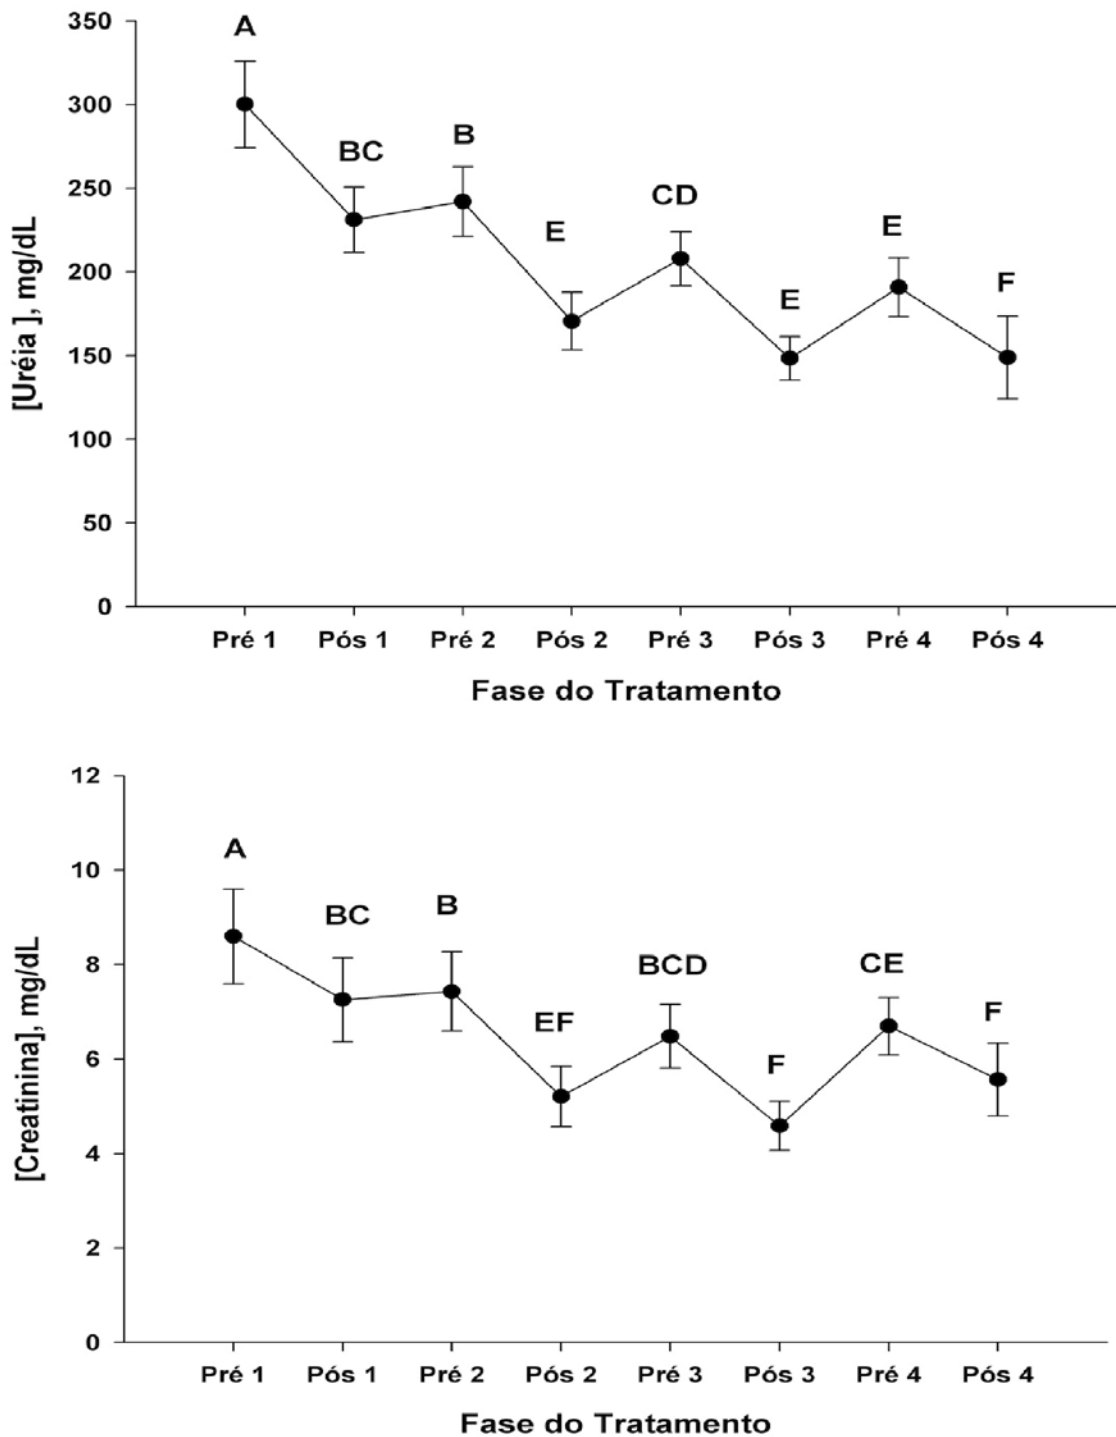 350
300
250
200
150
100
50
0
[Uréia ], mg/dL
A
BC
B
E
CD
E
E
F
Pré 1 Pós 1 Pré 2 Pós 2 Pré 3 Pós 3 Pré 4 Pós 4
Fase do Tratamento
12
10
8
6
4
2
0
[Creatinina], mg/dL
A
BC
B
EF
BCD
F
CE
F
Pré 1 Pós 1 Pré 2 Pós 2 Pré 3 Pós 3 Pré 4 Pós 4
Fase do Tratamento